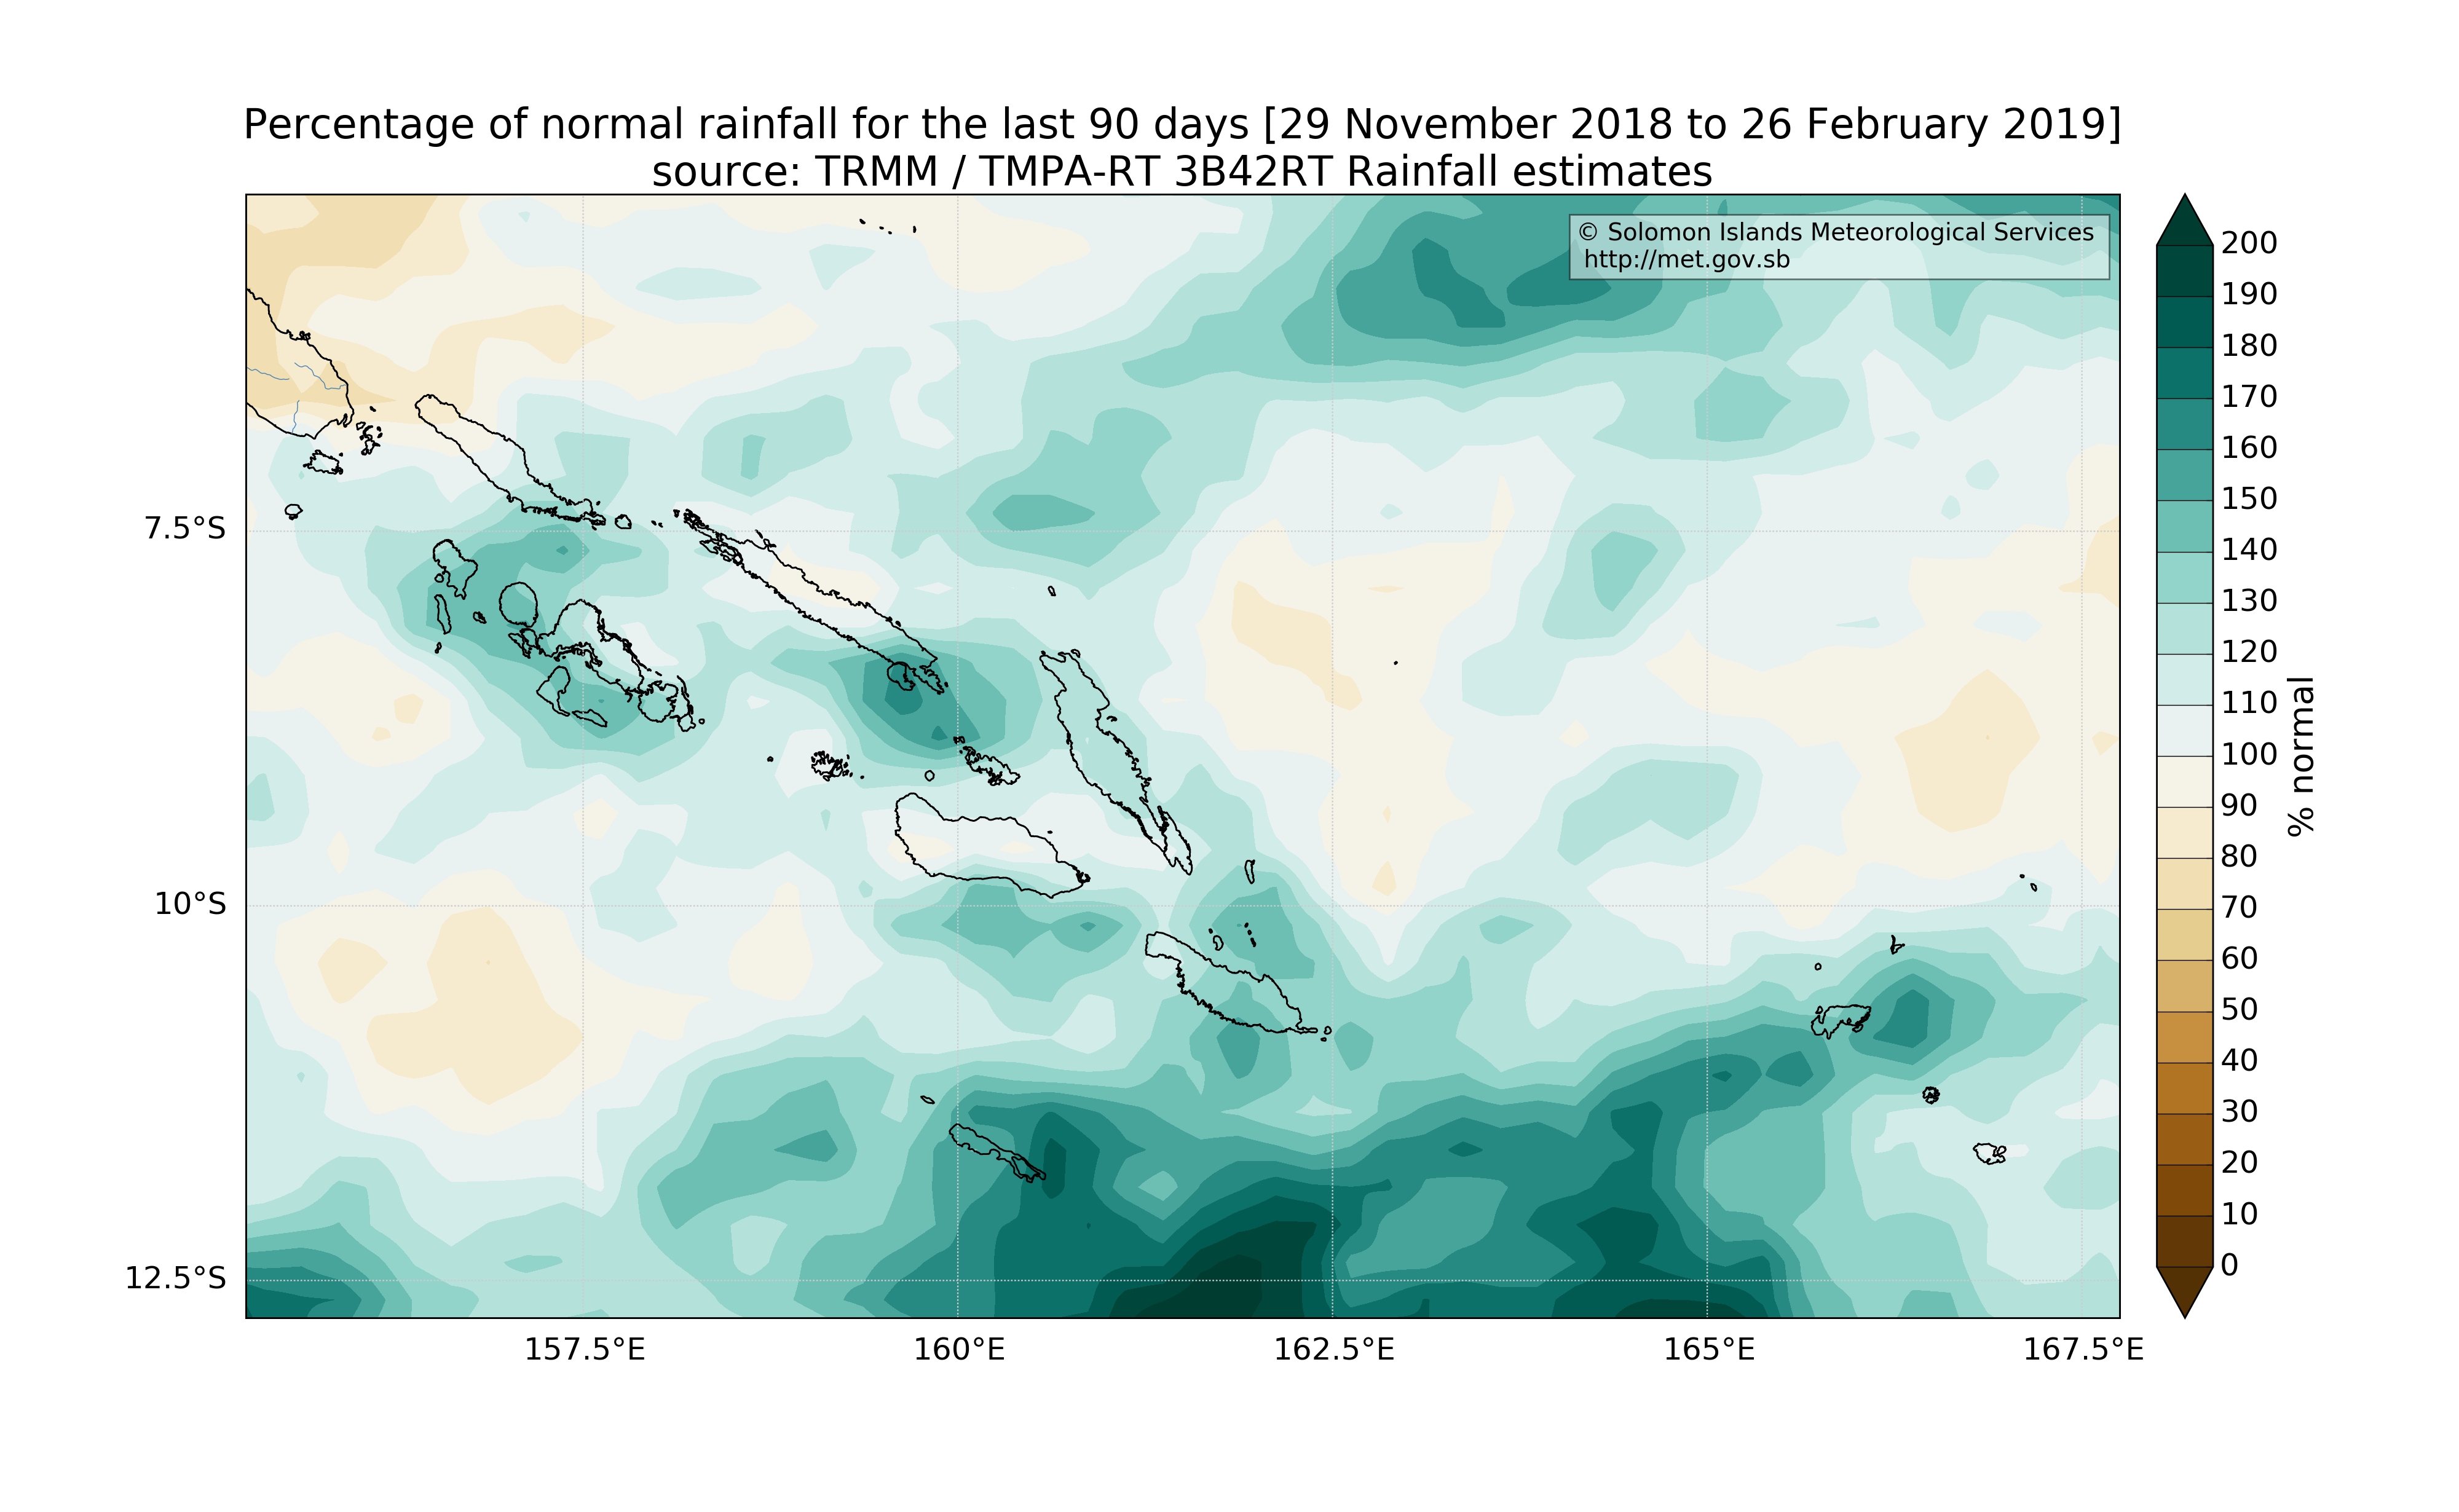 Percentage of normal rainfall for the last 90 days [29 November 2018 to 26 February 2019]
source: TRMM / TMPA-RT 3B42RT Rainfall estimates
© Solomon Islands Meteorological Services
http://met.gov.sb
7.5°S
10°S
12.5°S
157.5°E
160°E
162.5°E
165°E
167.5°E
200
190
180
170
160
150
140
130
120
110
100
90
80
70
60
50
40
30
20
10
0
% normal